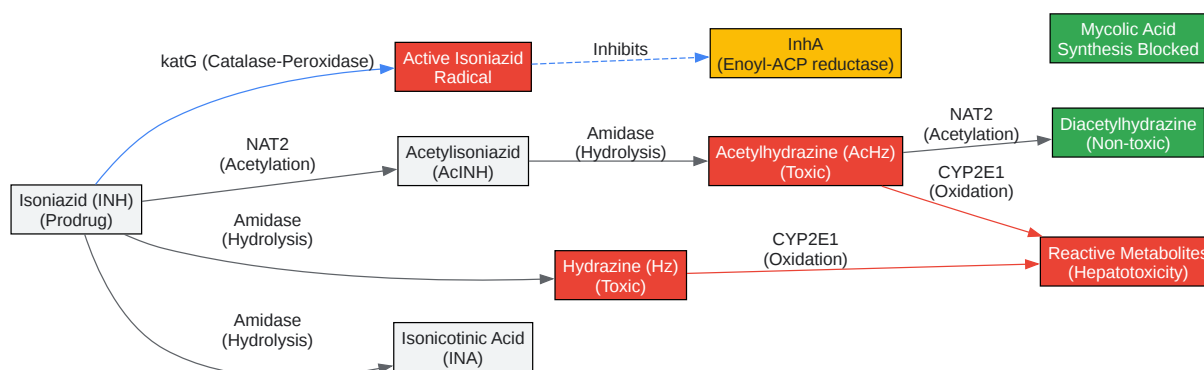 Mycolic Acid
Synthesis Blocked
katG (Catalase-Peroxidase)
Active Isoniazid
Radical
Inhibits
InhA
(Enoyl-ACP reductase)
NAT2
(Acetylation)
Acetylisoniazid
(AcINH)
Amidase
(Hydrolysis)
Acetylhydrazine (AcHz)
(Toxic)
NAT2
(Acetylation)
Diacetylhydrazine
(Non-toxic)
CYP2E1
(Oxidation)
Isoniazid (INH)
(Prodrug)
Amidase
(Hydrolysis)
Hydrazine (Hz)
(Toxic)
CYP2E1
(Oxidation)
Reactive Metabolites
(Hepatotoxicity)
Amidase
(Hydrolysis)
Isonicotinic Acid
(INA)